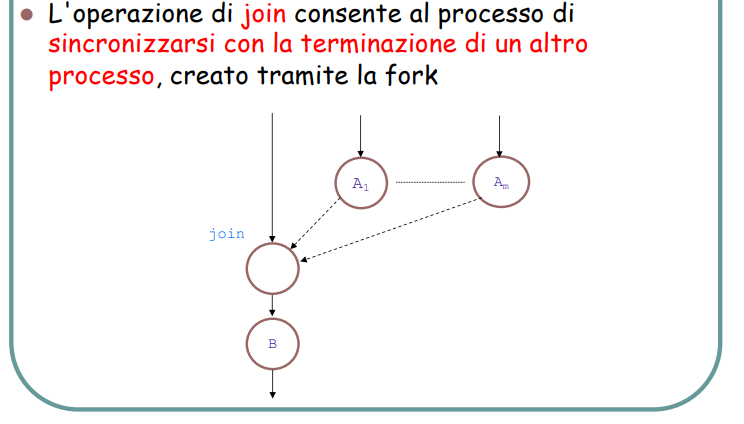 L'operazione di join consente al processo di
sincronizzarsi con la terminazione di un altro
processo, creato tramite la fork
A1
Am
join
B